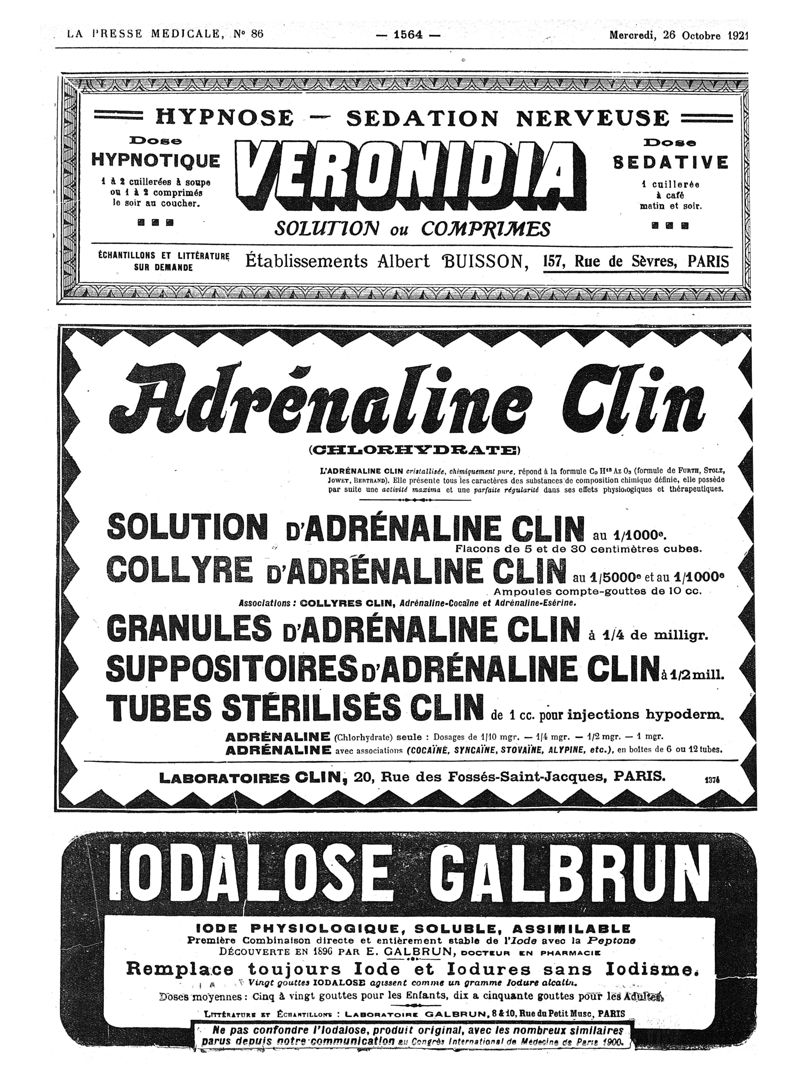 LA PRESSE MEDICALE, N° 86 — 1564 — Mercredi, 26 Octobre 1921
HYPNOSE — SEDATION NERVEUSE
Dose
HYPNOTIQUE
1 à 2 cuillerées à soupe
ou 1 à 2 comprimés
le soir au coucher.
VERONIDIA
SOLUTION ou COMPRIMES
Dose
SEDATIVE
1 cuillerée
à café
matin et soir.
ÉCHANTILLONS ET LITTÉRATURE
SUR DEMANDE
Établissements Albert BUISSON, 157, Rue de Sèvres, PARIS
Adrénaline Clin
(CHLORHYDRATE)
L'ADRÉNALINE CLIN cristallisée, chimiquement pure, répond à la formule C₉ H¹³ Az O₃ (formule de FURTH, STOLZ,
JOWET, BERTRAND). Elle présente tous les caractères des substances de composition chimique définie, elle possède
par suite une activité maxima et une parfaite régularité dans ses effets physiologiques et thérapeutiques.
SOLUTION D'ADRÉNALINE CLIN au 1/1000e.
Flacons de 5 et de 30 centimètres cubes.
COLLYRE D'ADRÉNALINE CLIN au 1/5000e et au 1/1000e
Ampoules compte-gouttes de 10 cc.
Associations : COLLYRES CLIN, Adrénaline-Cocaïne et Adrénaline-Esérine.
GRANULES D'ADRÉNALINE CLIN à 1/4 de milligr.
SUPPOSITOIRES D'ADRÉNALINE CLIN à 1/2 mill.
TUBES STÉRILISÉS CLIN de 1 cc. pour injections hypoderm.
ADRÉNALINE (Chlorhydrate) seule : Dosages de 1/10 mgr. — 1/4 mgr. — 1/2 mgr. — 1 mgr.
ADRÉNALINE avec associations (COCAÏNE, SYNCAÏNE, STOVAÏNE, ALYPINE, etc.), en boîtes de 6 ou 12 tubes.
LABORATOIRES CLIN, 20, Rue des Fossés-Saint-Jacques, PARIS. 1374
IODALOSE GALBRUN
IODE PHYSIOLOGIQUE, SOLUBLE, ASSIMILABLE
Première Combinaison directe et entièrement stable de l'Iode avec la Peptone
DÉCOUVERTE EN 1896 PAR E. GALBRUN, DOCTEUR EN PHARMACIE
Remplace toujours Iode et Iodures sans Iodisme.
Vingt gouttes IODALOSE agissent comme un gramme Iodure alcalin.
Doses moyennes : Cinq à vingt gouttes pour les Enfants, dix a cinquante gouttes pour les Adultes.
LITTÉRATURE ET ÉCHANTILLONS : LABORATOIRE GALBRUN, 8 & 10, Rue du Petit Musc, PARIS
Ne pas confondre l'Iodalose, produit original, avec les nombreux similaires
parus depuis notre communication au Congrès International de Médecine de Paris 1900.